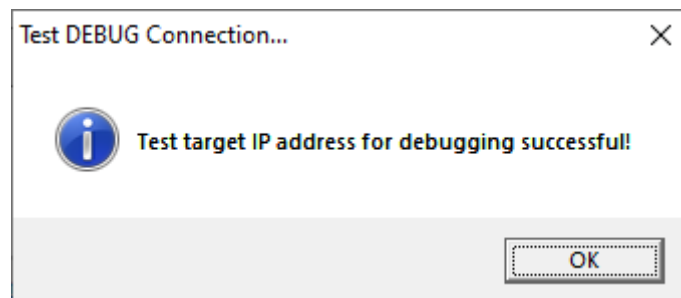 Test DEBUG Connection...
Test target IP address for debugging successful!
OK